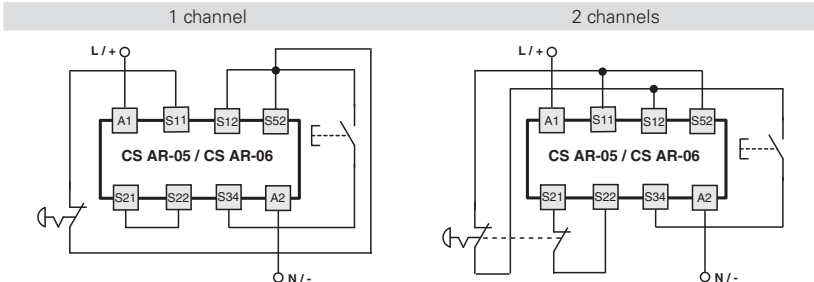 1 channel
2 channels
L / +
A1 S11 S12 S52
CS AR-05 / CS AR-06
S21 S22 S34 A2
N / -
L / +
A1 S11 S12 S52
CS AR-05 / CS AR-06
S21 S22 S34 A2
N / -